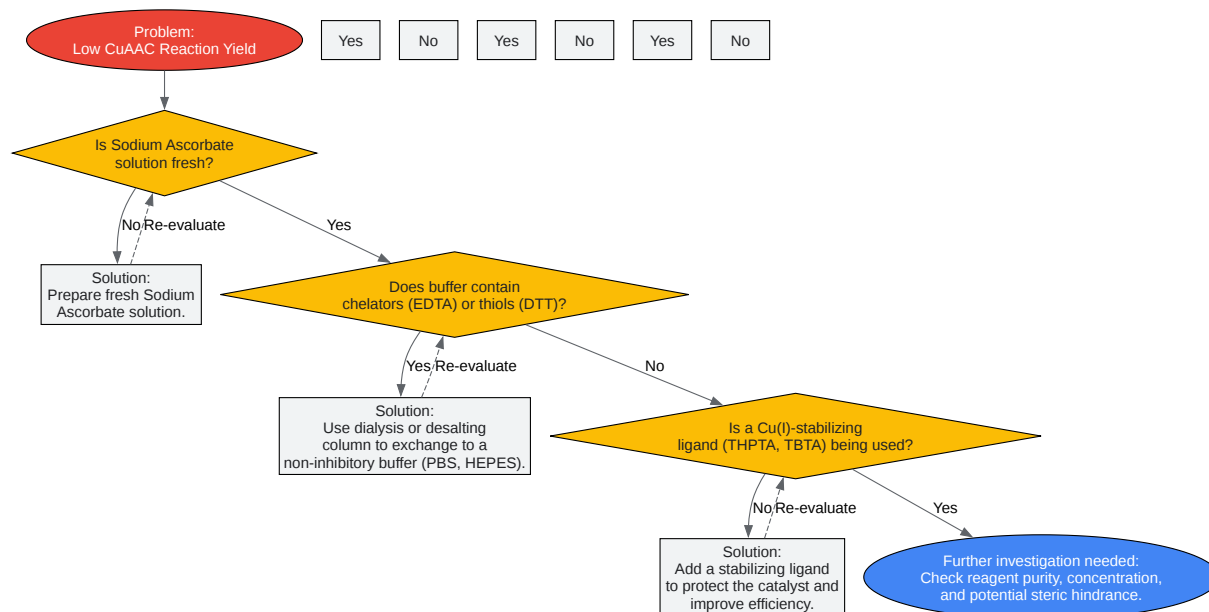 Problem:
Low CuAAC Reaction Yield
Yes
No
Yes
No
Yes
No
Is Sodium Ascorbate
solution fresh?
No
Re-evaluate
Yes
Solution:
Prepare fresh Sodium
Ascorbate solution.
Does buffer contain
chelators (EDTA) or thiols (DTT)?
Yes
Re-evaluate
No
Solution:
Use dialysis or desalting
column to exchange to a
non-inhibitory buffer (PBS, HEPES).
Is a Cu(I)-stabilizing
ligand (THPTA, TBTA) being used?
No
Re-evaluate
Yes
Solution:
Add a stabilizing ligand
to protect the catalyst and
improve efficiency.
Further investigation needed:
Check reagent purity, concentration,
and potential steric hindrance.